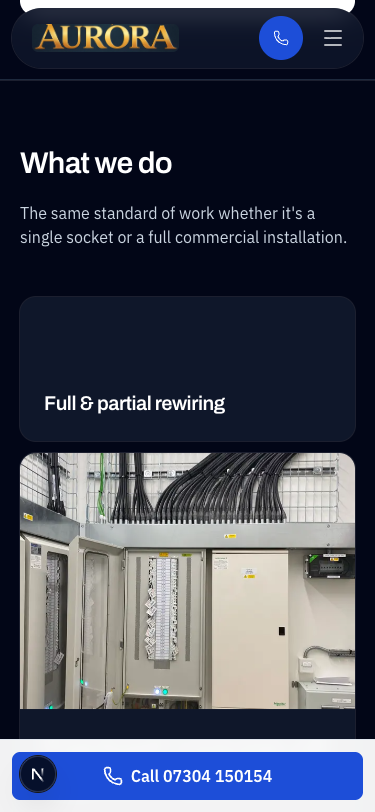 AURORA
What we do
The same standard of work whether it's a
single socket or a full commercial installation.
Full & partial rewiring
N
Call 07304 150154